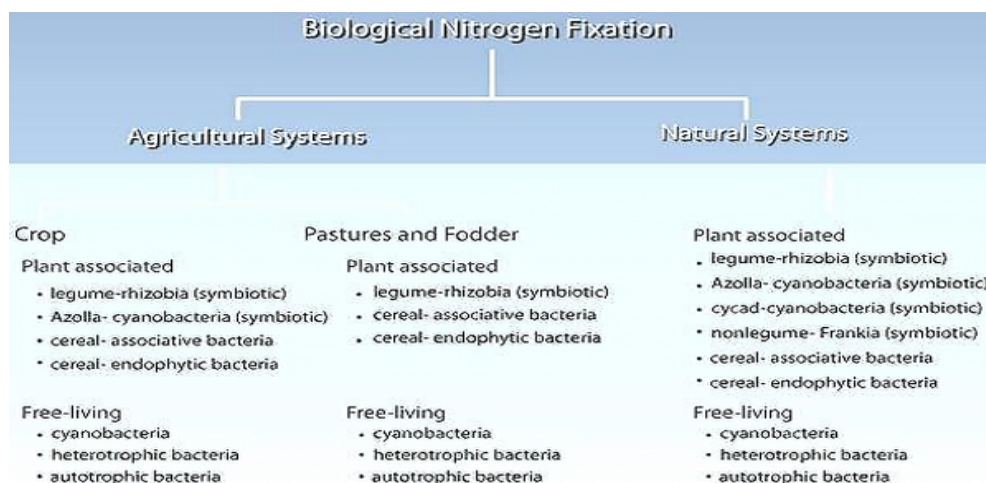 Biological Nitrogen Fixation
Agricultural Systems
Natural Systems
Crop
Plant associated
• legume-rhizobia (symbiotic)
• Azolla- cyanobacteria (symbiotic)
• cereal- associative bacteria
• cereal- endophytic bacteria
Free-living
• cyanobacteria
• heterotrophic bacteria
• autotrophic bacteria
Pastures and Fodder
Plant associated
• legume-rhizobia (symbiotic)
• cereal- associative bacteria
• cereal- endophytic bacteria
Free-living
• cyanobacteria
• heterotrophic bacteria
• autotrophic bacteria
Plant associated
• legume-rhizobia (symbiotic)
• Azolla- cyanobacteria (symbiotic)
• cycad-cyanobacteria (symbiotic)
• nonlegume- Frankia (symbiotic)
• cereal- associative bacteria
• cereal- endophytic bacteria
Free-living
• cyanobacteria
• heterotrophic bacteria
• autotrophic bacteria